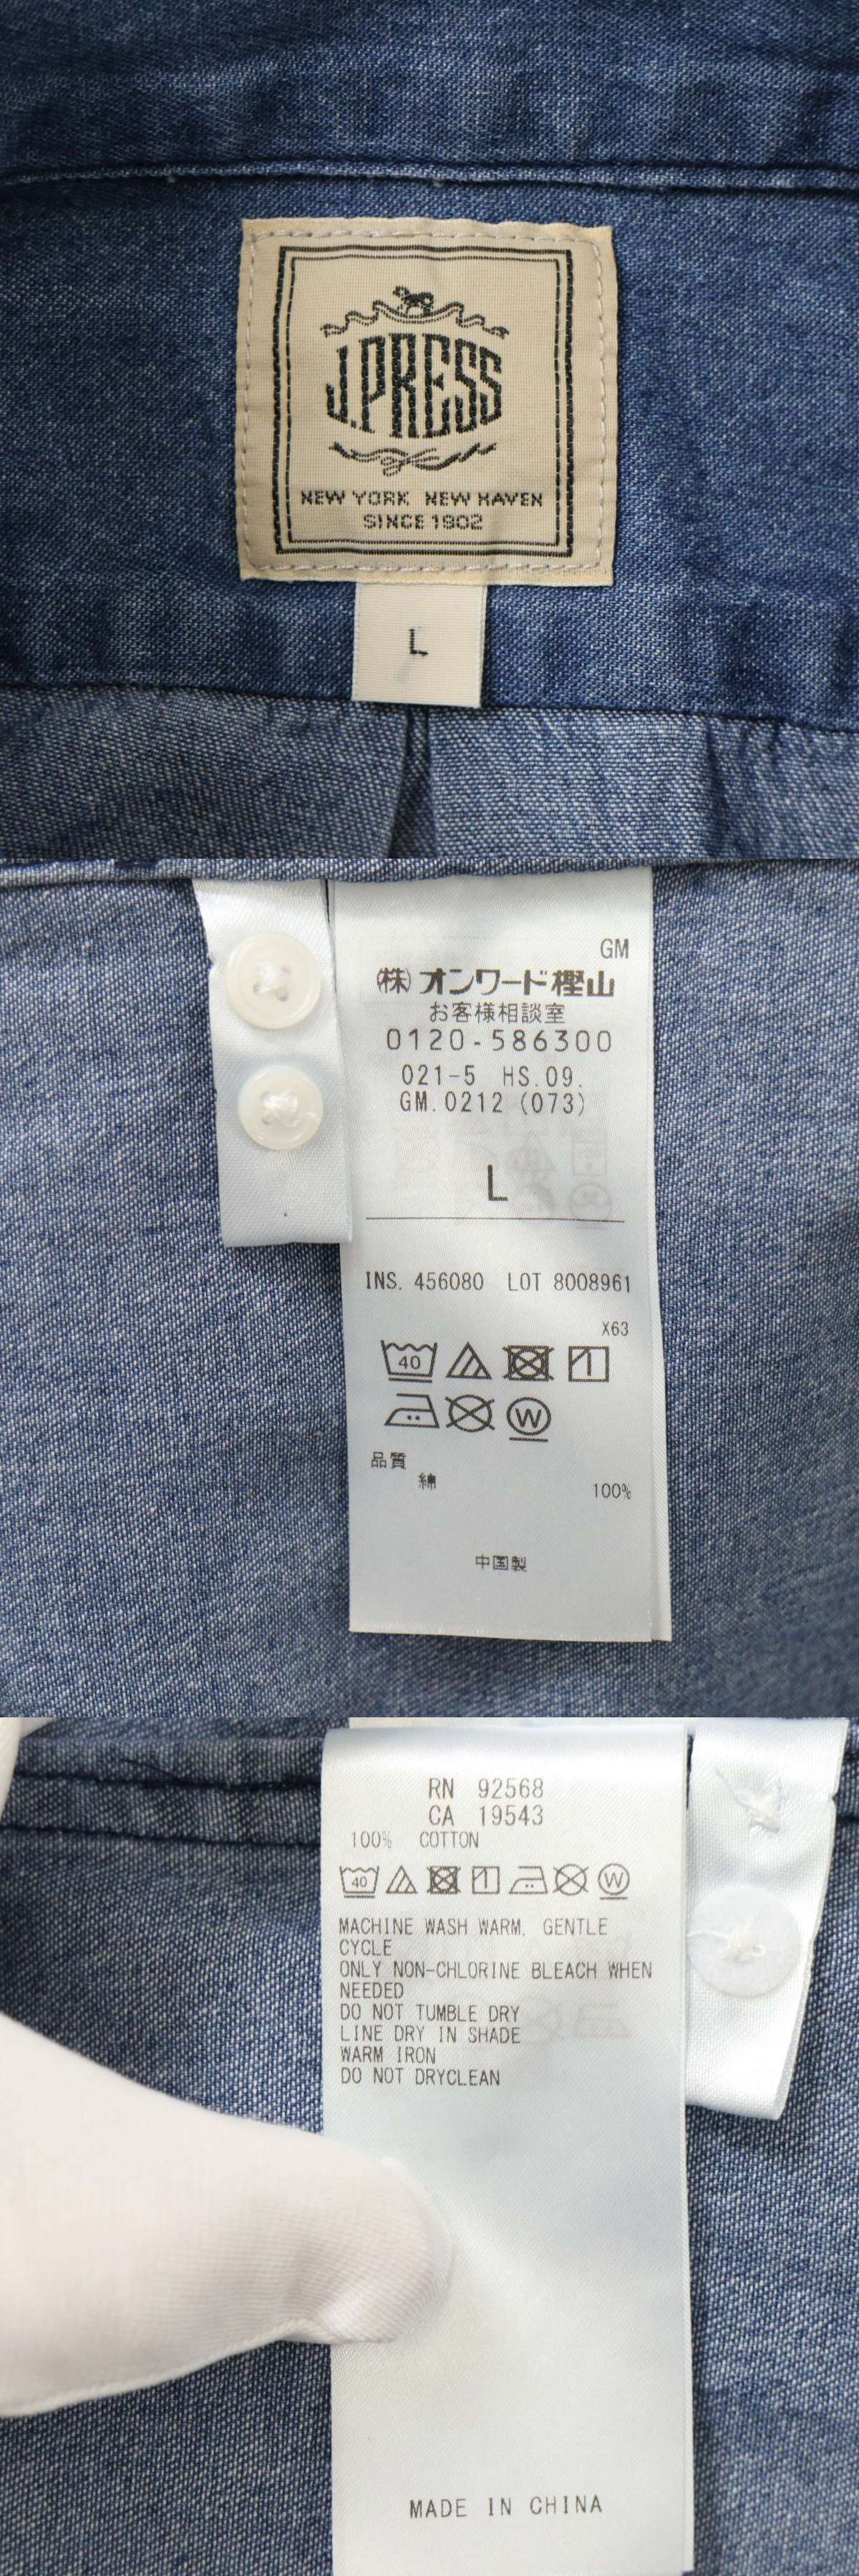 J.PRESS
NEW YORK NEW HAVEN
SINCE 1902
L
GM
(株)オンワード樫山
お客様相談室
0120-586300
021-5 HS.09.
GM.0212 (073)
L
INS. 456080 LOT 8008961
X63
40
W
品質
綿 100%
中国製
RN 92568
CA 19543
100% COTTON
40 W
MACHINE WASH WARM, GENTLE
CYCLE
ONLY NON-CHLORINE BLEACH WHEN
NEEDED
DO NOT TUMBLE DRY
LINE DRY IN SHADE
WARM IRON
DO NOT DRYCLEAN
MADE IN CHINA